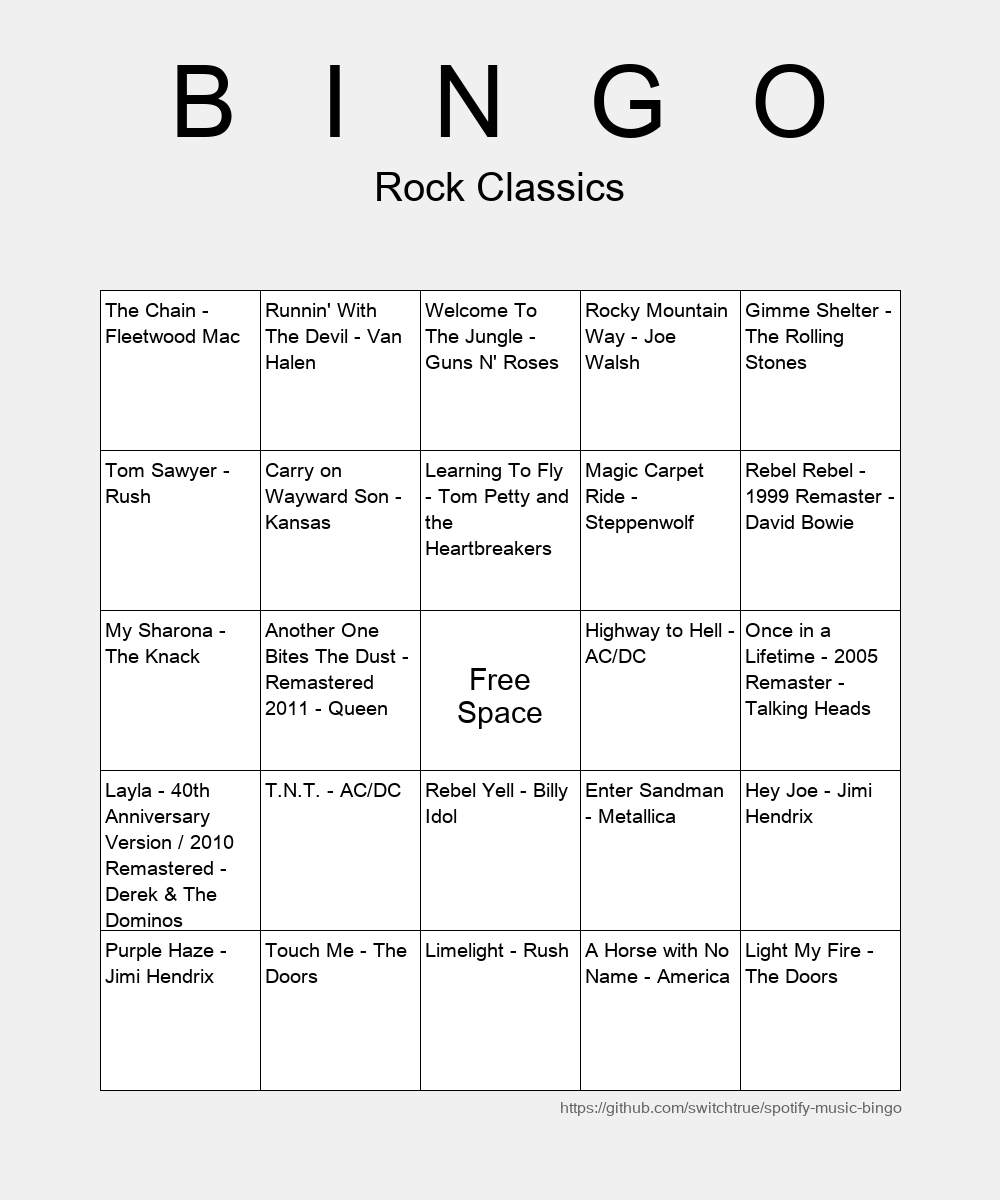 B I N G O
Rock Classics
The Chain -
Fleetwood Mac
Runnin' With
The Devil - Van
Halen
Welcome To
The Jungle -
Guns N' Roses
Rocky Mountain
Way - Joe
Walsh
Gimme Shelter -
The Rolling
Stones
Tom Sawyer -
Rush
Carry on
Wayward Son -
Kansas
Learning To Fly
- Tom Petty and
the
Heartbreakers
Magic Carpet
Ride -
Steppenwolf
Rebel Rebel -
1999 Remaster -
David Bowie
My Sharona -
The Knack
Another One
Bites The Dust -
Remastered
2011 - Queen
Free
Space
Highway to Hell -
AC/DC
Once in a
Lifetime - 2005
Remaster -
Talking Heads
Layla - 40th
Anniversary
Version / 2010
Remastered -
Derek & The
Dominos
T.N.T. - AC/DC
Rebel Yell - Billy
Idol
Enter Sandman
- Metallica
Hey Joe - Jimi
Hendrix
Purple Haze -
Jimi Hendrix
Touch Me - The
Doors
Limelight - Rush
A Horse with No
Name - America
Light My Fire -
The Doors
https://github.com/switchtrue/spotify-music-bingo